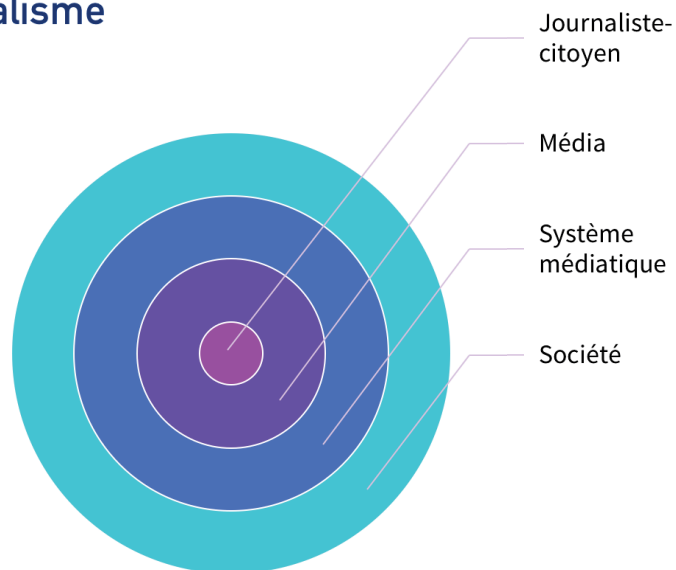 alisme
Journaliste-
citoyen
Média
Système
médiatique
Société